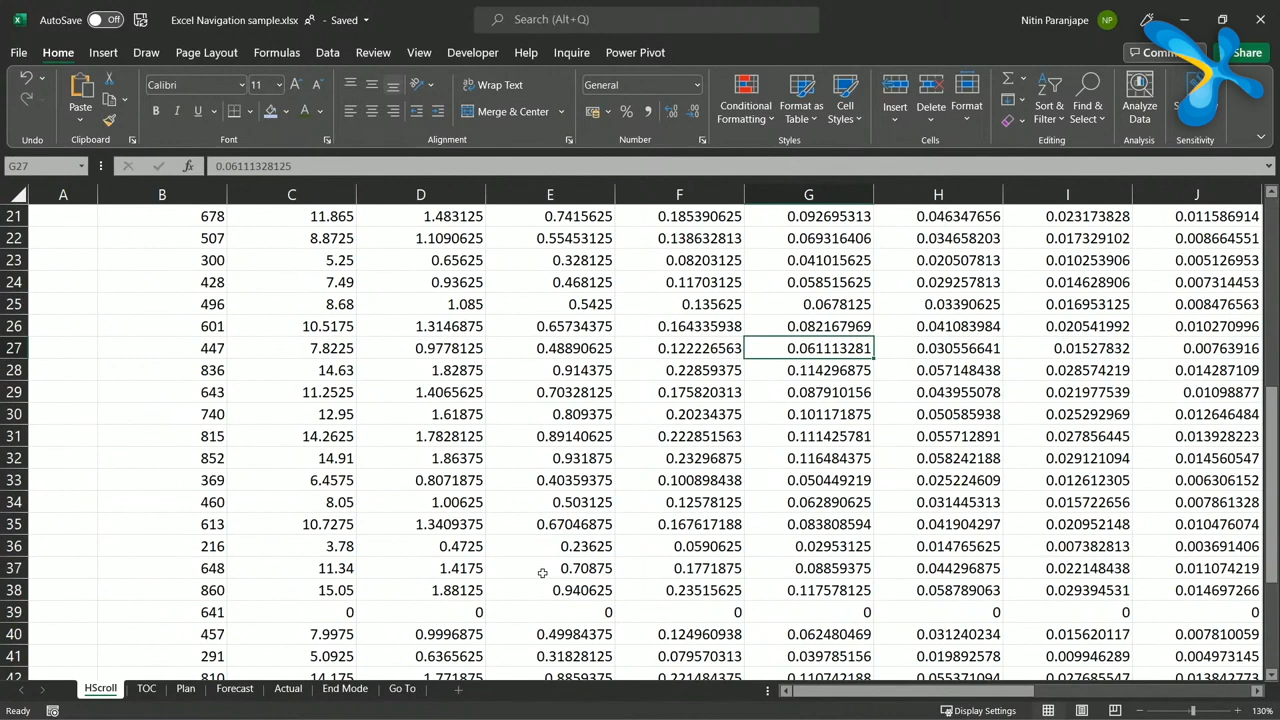 AutoSave Off Excel Navigation sample.xlsx Saved Search (Alt+Q) Nitin Paranjape NP
File Home Insert Draw Page Layout Formulas Data Review View Developer Help Inquire Power Pivot Share
Calibri 11 Wrap Text General
Paste Merge & Center Conditional Formatting Format as Table Cell Styles Insert Delete Format Sort & Filter Find & Select Analyze Data
Undo Clipboard Font Alignment Number Styles Cells Editing Analysis Sensitivity
G27 fx 0.06111328125
A B C D E F G H I J
21 678 11.865 1.483125 0.7415625 0.185390625 0.092695313 0.046347656 0.023173828 0.011586914
22 507 8.8725 1.1090625 0.55453125 0.138632813 0.069316406 0.034658203 0.017329102 0.008664551
23 300 5.25 0.65625 0.328125 0.08203125 0.041015625 0.020507813 0.010253906 0.005126953
24 428 7.49 0.93625 0.468125 0.11703125 0.058515625 0.029257813 0.014628906 0.007314453
25 496 8.68 1.085 0.5425 0.135625 0.0678125 0.03390625 0.016953125 0.008476563
26 601 10.5175 1.3146875 0.65734375 0.164335938 0.082167969 0.041083984 0.020541992 0.010270996
27 447 7.8225 0.9778125 0.48890625 0.122226563 0.061113281 0.030556641 0.01527832 0.00763916
28 836 14.63 1.82875 0.914375 0.22859375 0.114296875 0.057148438 0.028574219 0.014287109
29 643 11.2525 1.4065625 0.70328125 0.175820313 0.087910156 0.043955078 0.021977539 0.01098877
30 740 12.95 1.61875 0.809375 0.20234375 0.101171875 0.050585938 0.025292969 0.012646484
31 815 14.2625 1.7828125 0.89140625 0.222851563 0.111425781 0.055712891 0.027856445 0.013928223
32 852 14.91 1.86375 0.931875 0.23296875 0.116484375 0.058242188 0.029121094 0.014560547
33 369 6.4575 0.8071875 0.40359375 0.100898438 0.050449219 0.025224609 0.012612305 0.006306152
34 460 8.05 1.00625 0.503125 0.12578125 0.062890625 0.031445313 0.015722656 0.007861328
35 613 10.7275 1.3409375 0.67046875 0.167617188 0.083808594 0.041904297 0.020952148 0.010476074
36 216 3.78 0.4725 0.23625 0.0590625 0.02953125 0.014765625 0.007382813 0.003691406
37 648 11.34 1.4175 0.70875 0.1771875 0.08859375 0.044296875 0.022148438 0.011074219
38 860 15.05 1.88125 0.940625 0.23515625 0.117578125 0.058789063 0.029394531 0.014697266
39 641 0 0 0 0 0 0 0 0
40 457 7.9975 0.9996875 0.49984375 0.124960938 0.062480469 0.031240234 0.015620117 0.007810059
41 291 5.0925 0.6365625 0.31828125 0.079570313 0.039785156 0.019892578 0.009946289 0.004973145
42 810 14.175 1.771875 0.8859375 0.221484375 0.110742188 0.055371094 0.027685547 0.013842773
HScroll TOC Plan Forecast Actual End Mode Go To
Ready Display Settings 130%